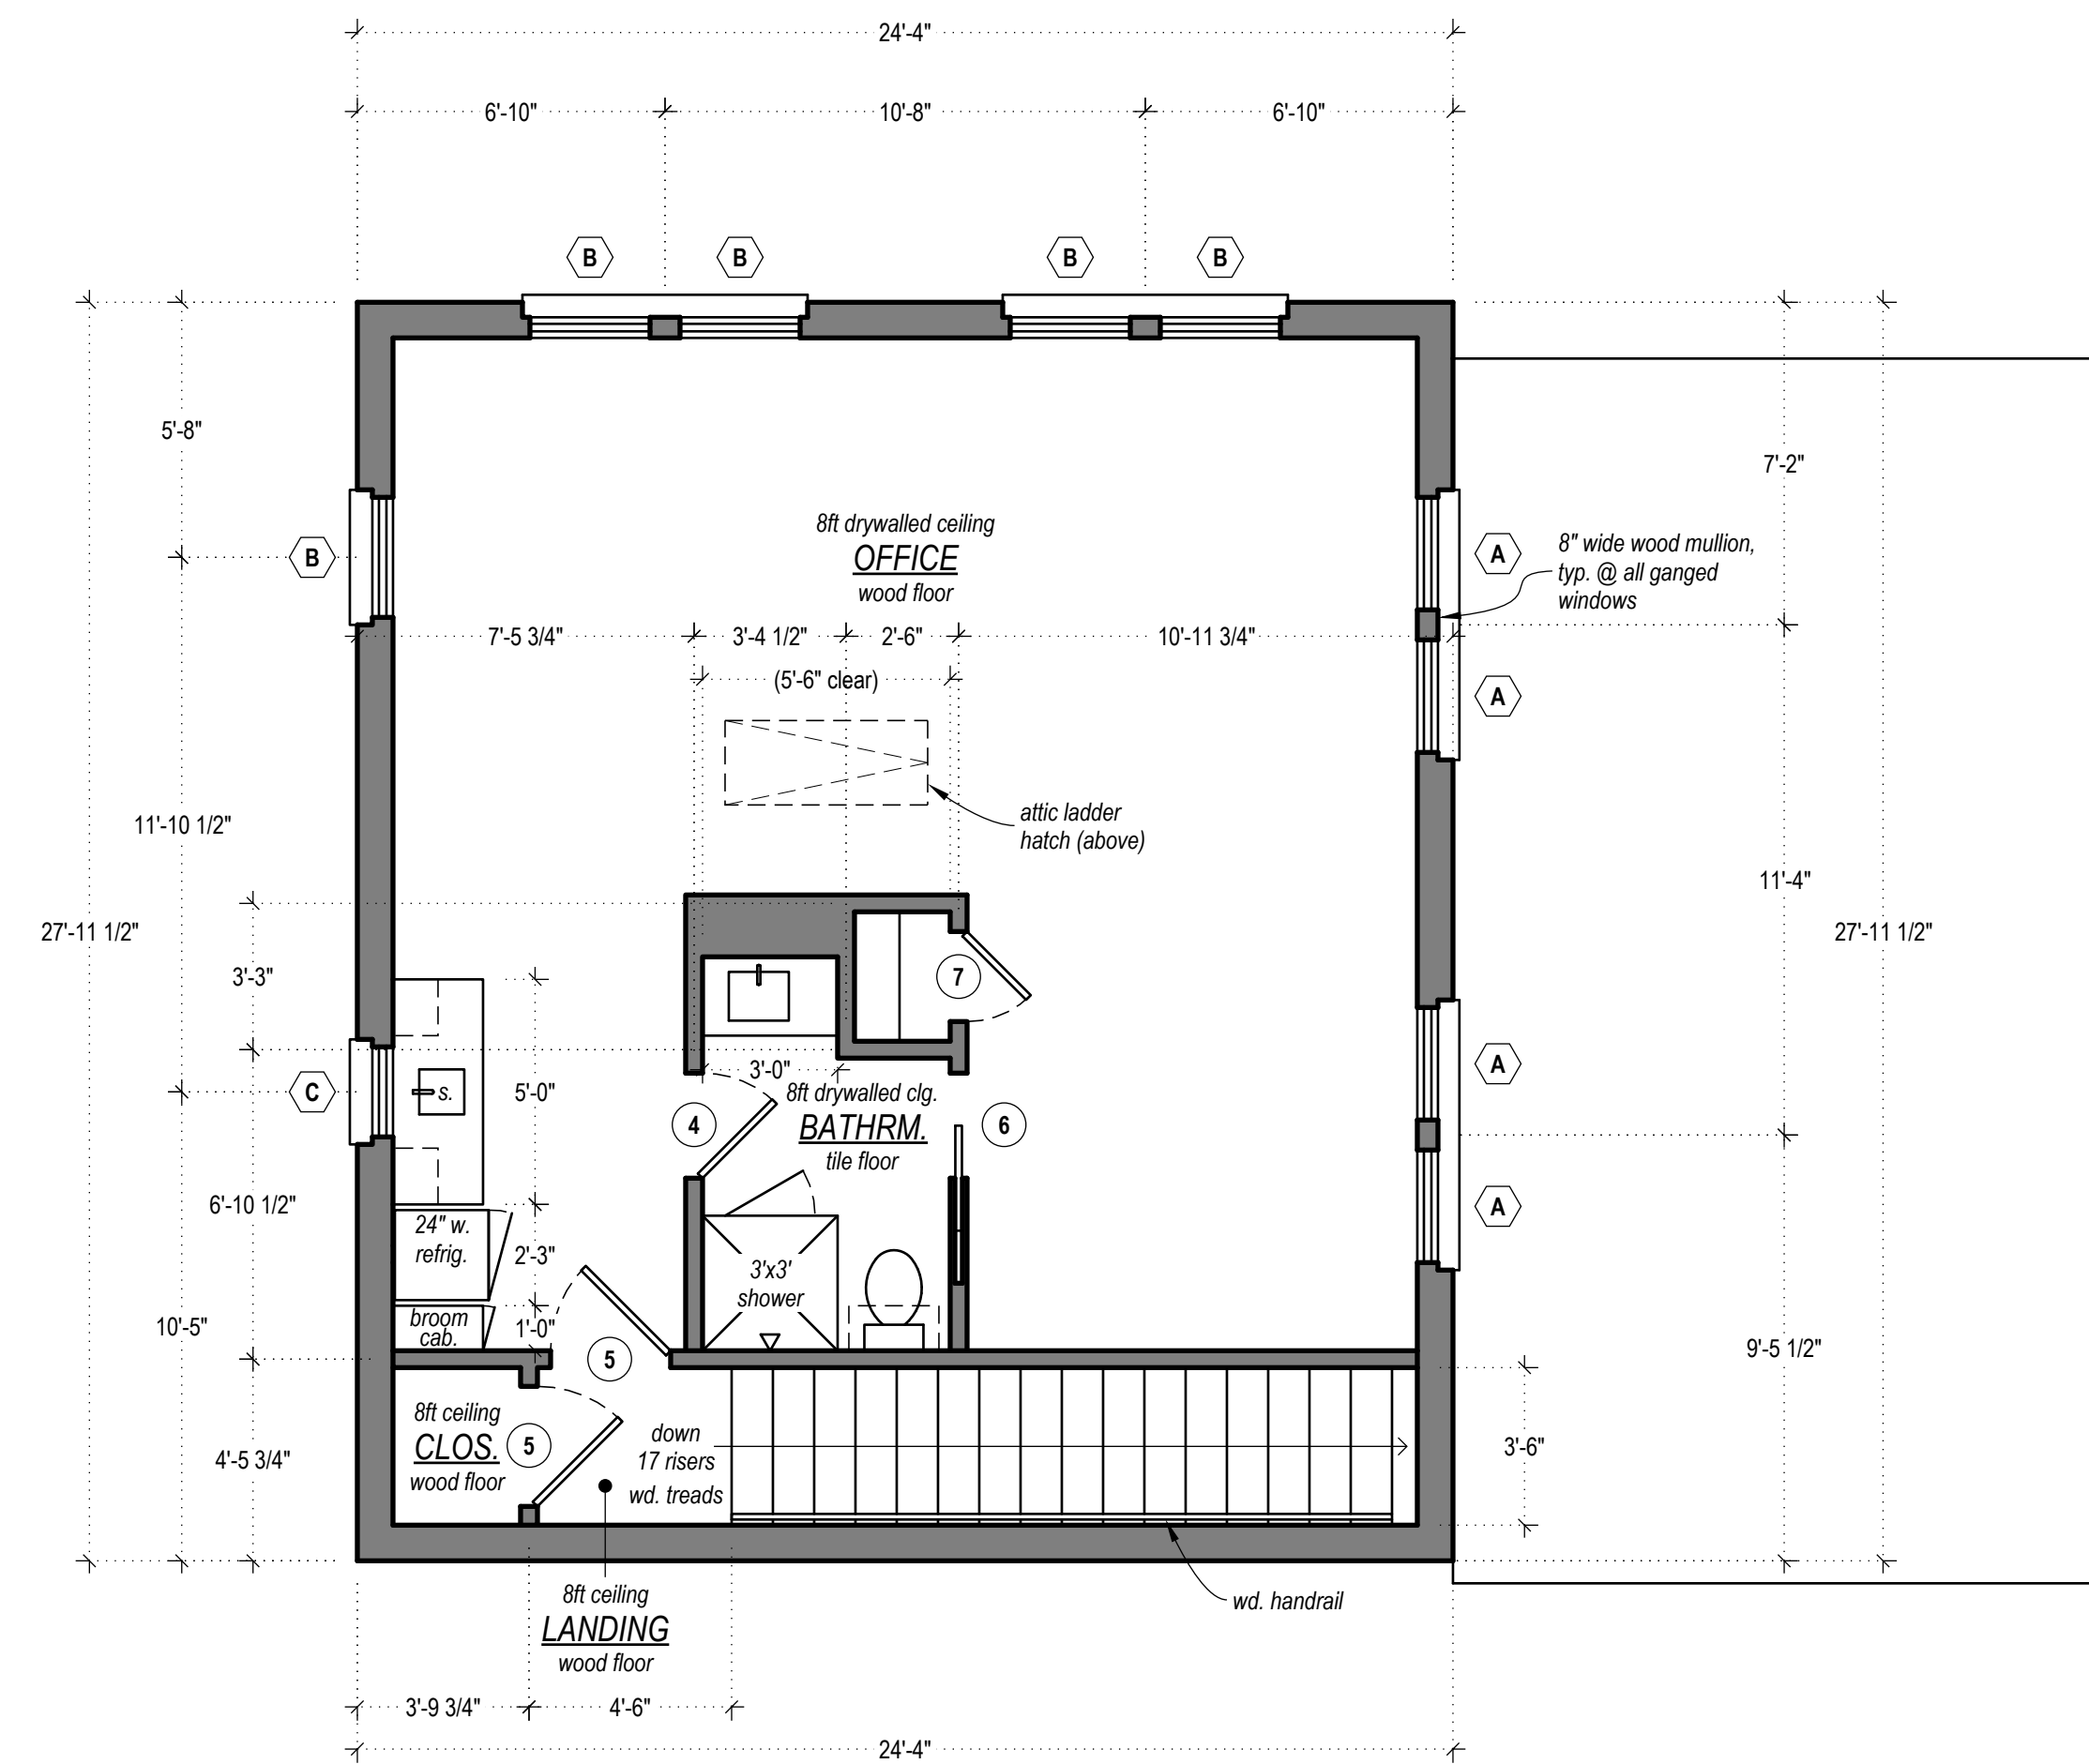 24'-4"
6'-10"
10'-8"
6'-10"
B
B
B
B
5'-8"
7'-2"
8ft drywalled ceiling
OFFICE
wood floor
B
A
8" wide wood mullion,
typ. @ all ganged
windows
7'-5 3/4"
3'-4 1/2"
2'-6"
10'-11 3/4"
(5'-6" clear)
A
attic ladder
hatch (above)
11'-10 1/2"
11'-4"
27'-11 1/2"
27'-11 1/2"
3'-3"
7
C
s.
5'-0"
3'-0"
8ft drywalled clg.
BATHRM.
tile floor
4
6
A
6'-10 1/2"
24" w.
refrig.
2'-3"
3'x3'
shower
A
10'-5"
broom
cab.
1'-0"
5
9'-5 1/2"
8ft ceiling
CLOS.
wood floor
5
down
17 risers
wd. treads
3'-6"
4'-5 3/4"
8ft ceiling
LANDING
wood floor
wd. handrail
3'-9 3/4"
4'-6"
24'-4"